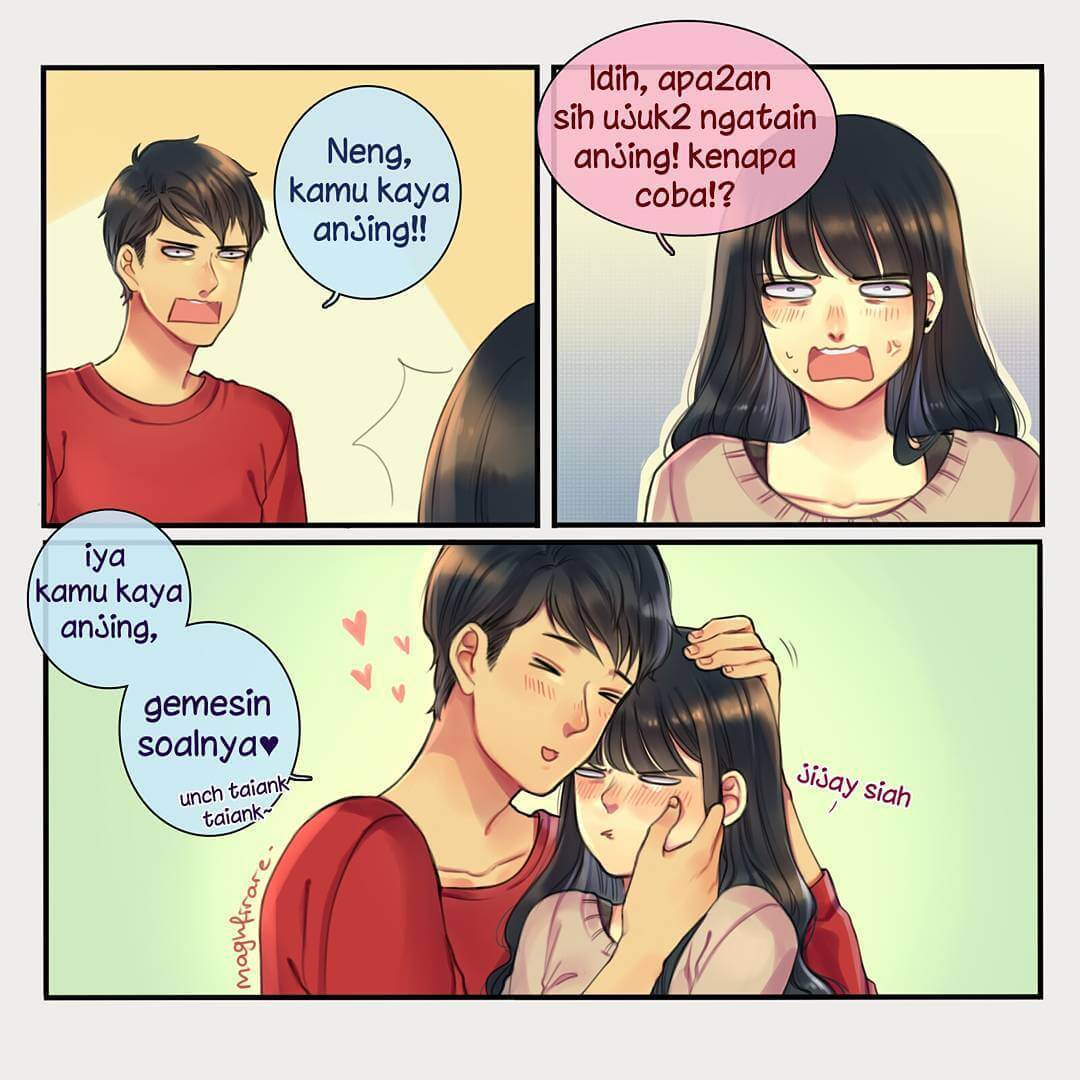 Neng,
kamu kaya
anjing!!
Idih, apa2an
sih ujuk2 ngatain
anjing! kenapa
coba!?
iya
kamu kaya
anjing,
gemesin
soalnya♥
unch taiank
taiank~
jijay siah
maghfirare.